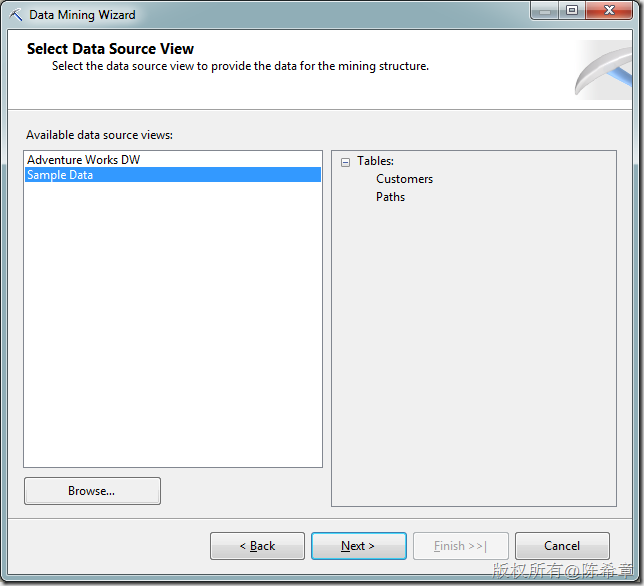 Data Mining Wizard
Select Data Source View
Select the data source view to provide the data for the mining structure.
Available data source views:
Adventure Works DW
Sample Data
Tables:
Customers
Paths
Browse...
< Back
Next >
Finish >>|
Cancel
版权所有@陈希章